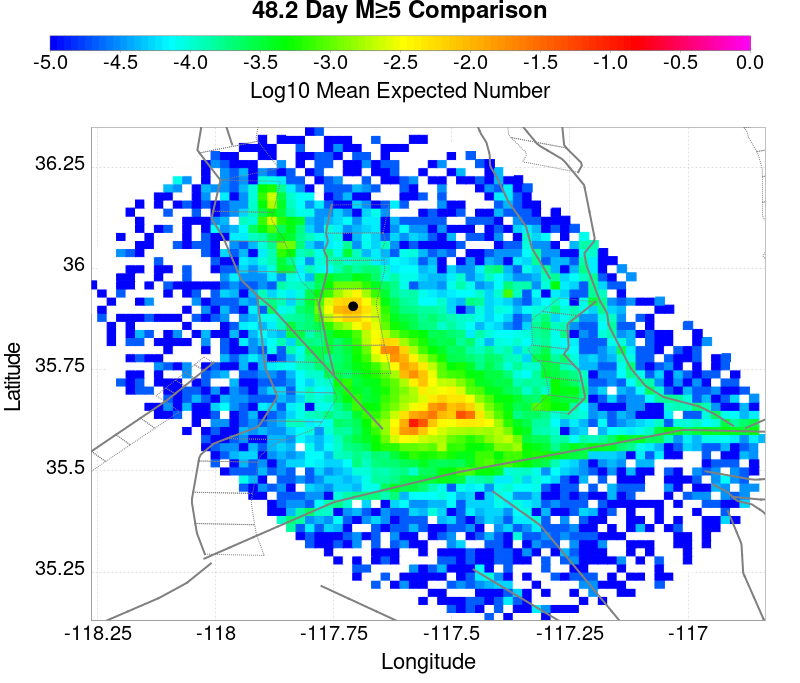 48.2 Day M≥5 Comparison
-5.0 -4.5 -4.0 -3.5 -3.0 -2.5 -2.0 -1.5 -1.0 -0.5 0.0
Log10 Mean Expected Number
36.25
36
35.75
35.5
35.25
Latitude
-118.25 -118 -117.75 -117.5 -117.25 -117
Longitude